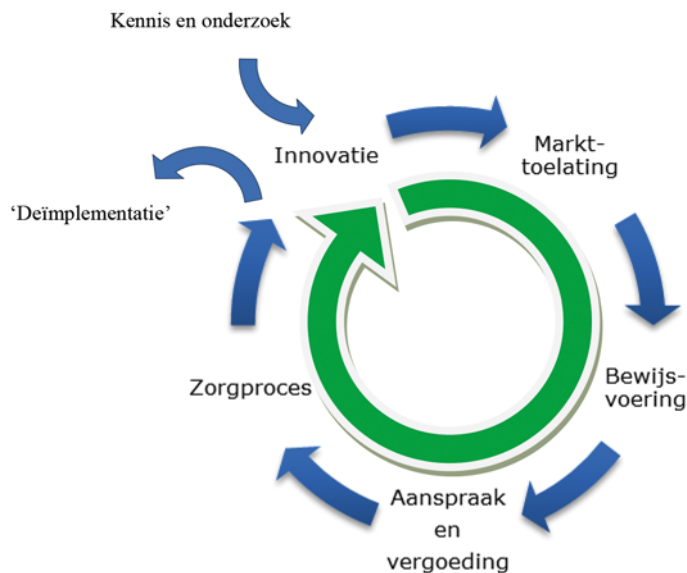 Kennis en onderzoek
Innovatie
Markt-
toelating
‘Deïmplementatie’
Bewijs-
voering
Zorgproces
Aanspraak
en
vergoeding